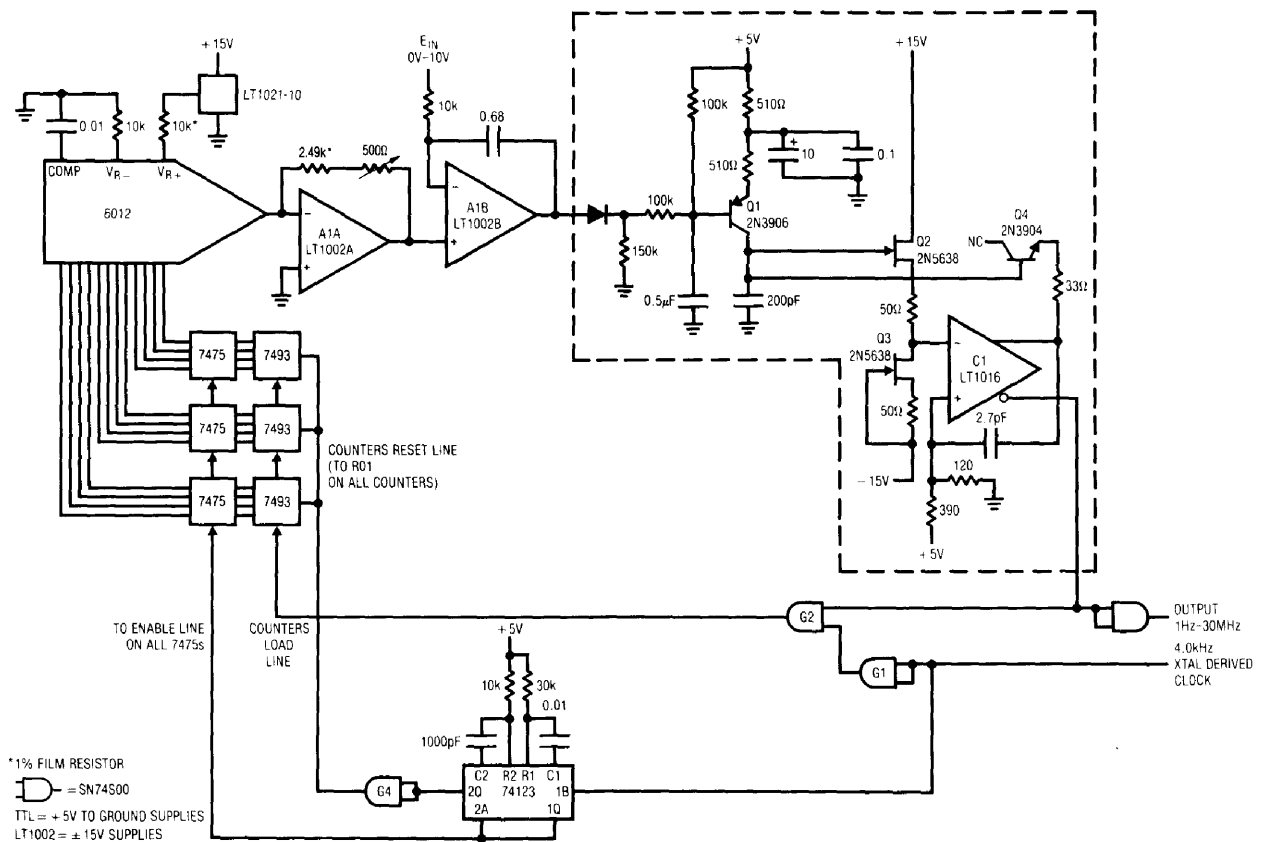 +15V
LT1021-10
EIN
0V–10V
+5V
+15V
0.01
10k
10k*
10k
0.68
100k
510Ω
COMP
VR−
VR+
2.49k*
500Ω
510Ω
+
10
0.1
6012
−
A1A
LT1002A
+
−
A1B
LT1002B
+
100k
Q1
2N3906
Q4
2N3904
NC
Q2
2N5638
150k
0.5µF
200pF
33Ω
50Ω
7475
7493
Q3
2N5638
−
C1
LT1016
+
7475
7493
COUNTERS RESET LINE
(TO R01
ON ALL COUNTERS)
50Ω
2.7pF
−15V
120
7475
7493
390
+5V
TO ENABLE LINE
ON ALL 7475s
COUNTERS
LOAD
LINE
G2
OUTPUT
1Hz–30MHz
+5V
G1
4.0kHz
XTAL DERIVED
CLOCK
10k
30k
0.01
1000pF
C2
R2
R1
C1
G4
2Q
74123
1B
2A
1Q
*1% FILM RESISTOR
=SN74S00
TTL=+5V TO GROUND SUPPLIES
LT1002=±15V SUPPLIES